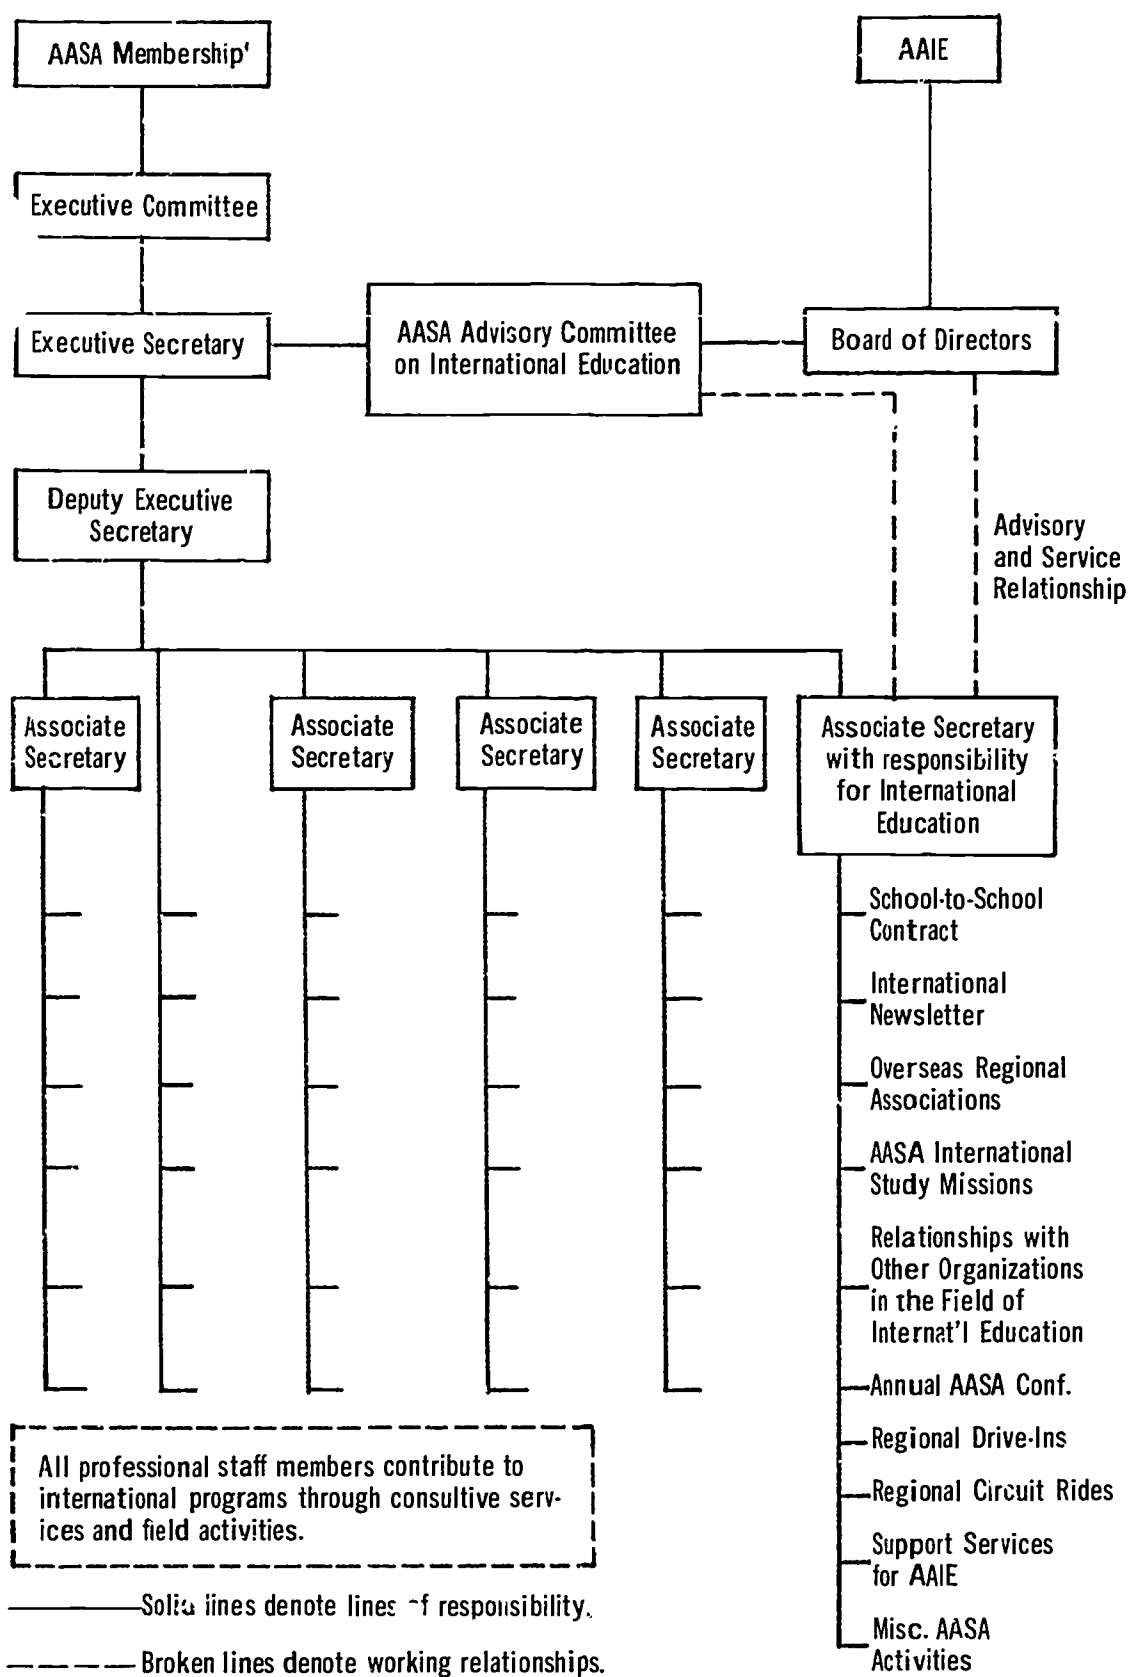 AASA Membership
AAIE
Executive Committee
Executive Secretary
AASA Advisory Committee
on International Education
Board of Directors
Deputy Executive
Secretary
Advisory
and Service
Relationship
Associate
Secretary
Associate
Secretary
Associate
Secretary
Associate
Secretary
Associate Secretary
with responsibility
for International
Education
School-to-School
Contract
International
Newsletter
Overseas Regional
Associations
AASA International
Study Missions
Relationships with
Other Organizations
in the Field of
Internat'l Education
Annual AASA Conf.
Regional Drive-Ins
Regional Circuit Rides
Support Services
for AAIE
Misc. AASA
Activities
All professional staff members contribute to
international programs through consultive serv-
ices and field activities.
Solid lines denote lines of responsibility.
Broken lines denote working relationships.